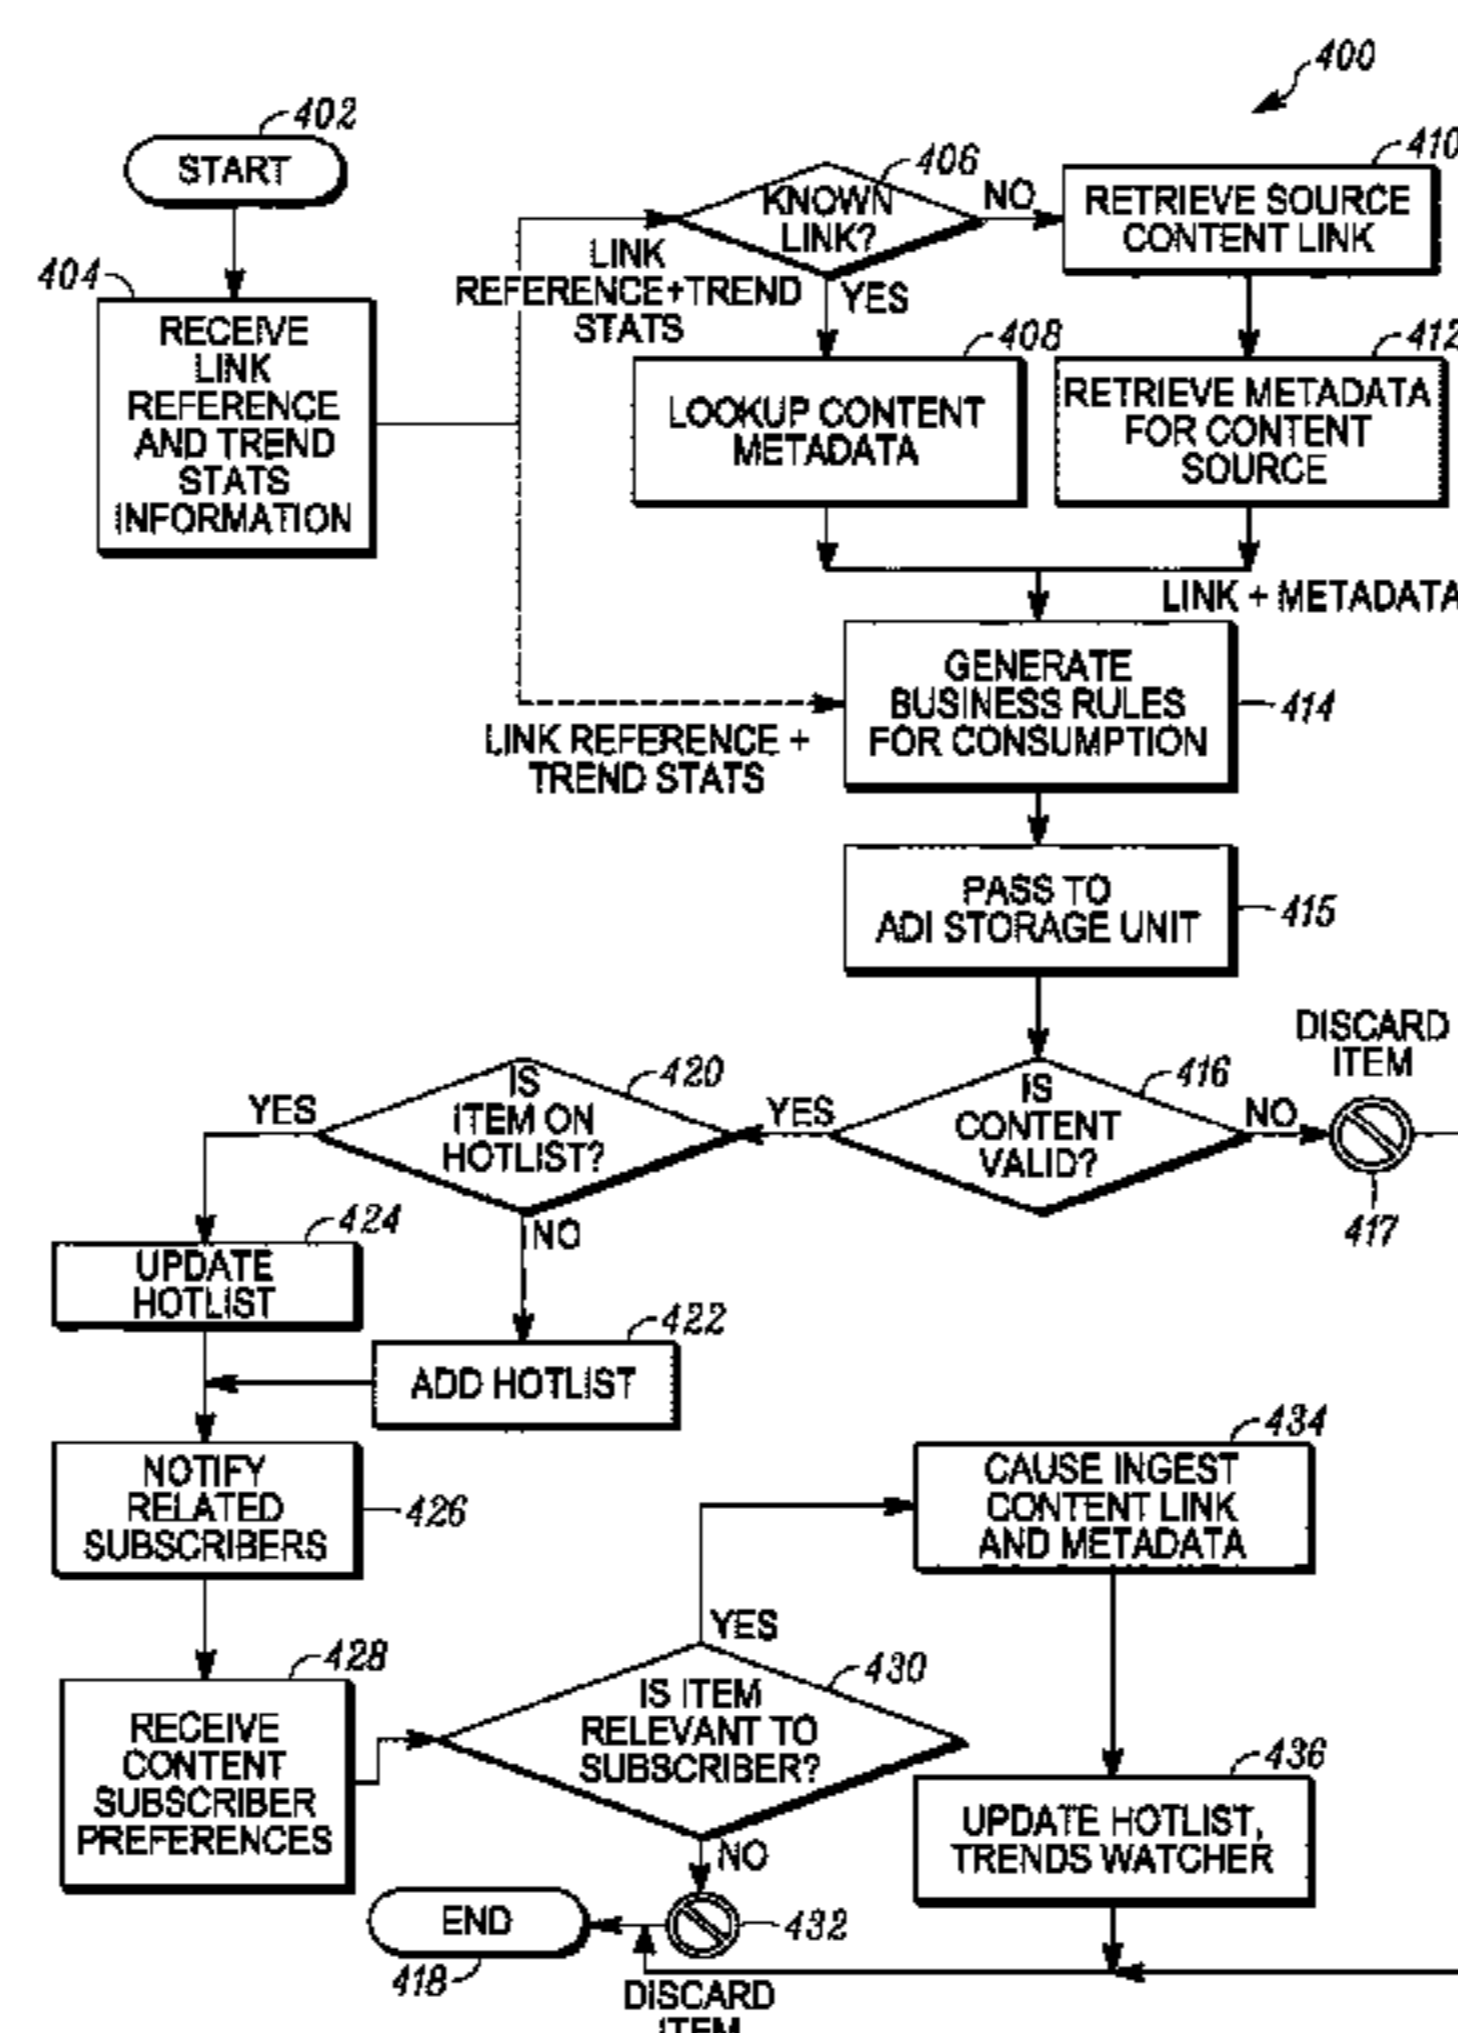 400
402
START
404
RECEIVE
LINK
REFERENCE
AND TREND
STATS
INFORMATION
LINK
REFERENCE+TREND
STATS
406
KNOWN
LINK?
NO
YES
410
RETRIEVE SOURCE
CONTENT LINK
408
LOOKUP CONTENT
METADATA
412
RETRIEVE METADATA
FOR CONTENT
SOURCE
LINK + METADATA
LINK REFERENCE +
TREND STATS
GENERATE
BUSINESS RULES
FOR CONSUMPTION
414
PASS TO
ADI STORAGE UNIT
415
IS
CONTENT
VALID?
416
NO
DISCARD
ITEM
417
YES
IS
ITEM ON
HOTLIST?
420
YES
NO
424
UPDATE
HOTLIST
422
ADD HOTLIST
NOTIFY
RELATED
SUBSCRIBERS
426
428
RECEIVE
CONTENT
SUBSCRIBER
PREFERENCES
IS ITEM
RELEVANT TO
SUBSCRIBER?
430
YES
434
CAUSE INGEST
CONTENT LINK
AND METADATA
436
UPDATE HOTLIST,
TRENDS WATCHER
NO
432
DISCARD
ITEM
END
418